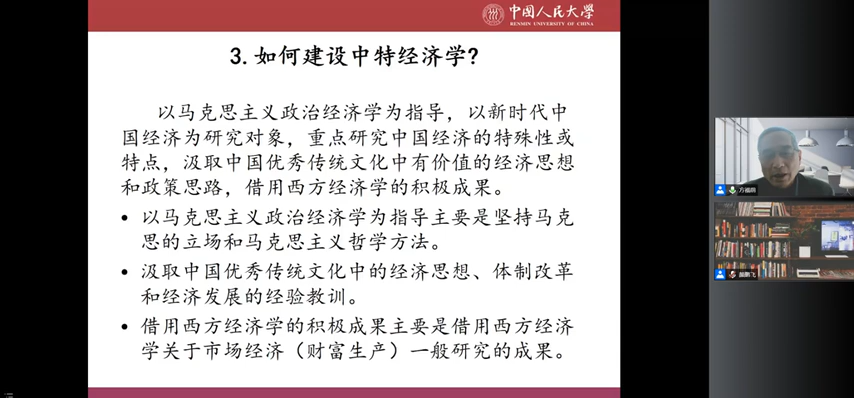 中国人民大学
RENMIN UNIVERSITY OF CHINA
3.如何建设中特经济学?
以马克思主义政治经济学为指导，以新时代中
国经济为研究对象，重点研究中国经济的特殊性或
特点，汲取中国优秀传统文化中有价值的经济思想
和政策思路，借用西方经济学的积极成果。
• 以马克思主义政治经济学为指导主要是坚持马克
思的立场和马克思主义哲学方法。
• 汲取中国优秀传统文化中的经济思想、体制改革
和经济发展的经验教训。
• 借用西方经济学的积极成果主要是借用西方经济
学关于市场经济（财富生产）一般研究的成果。
方福前
颜鹏飞